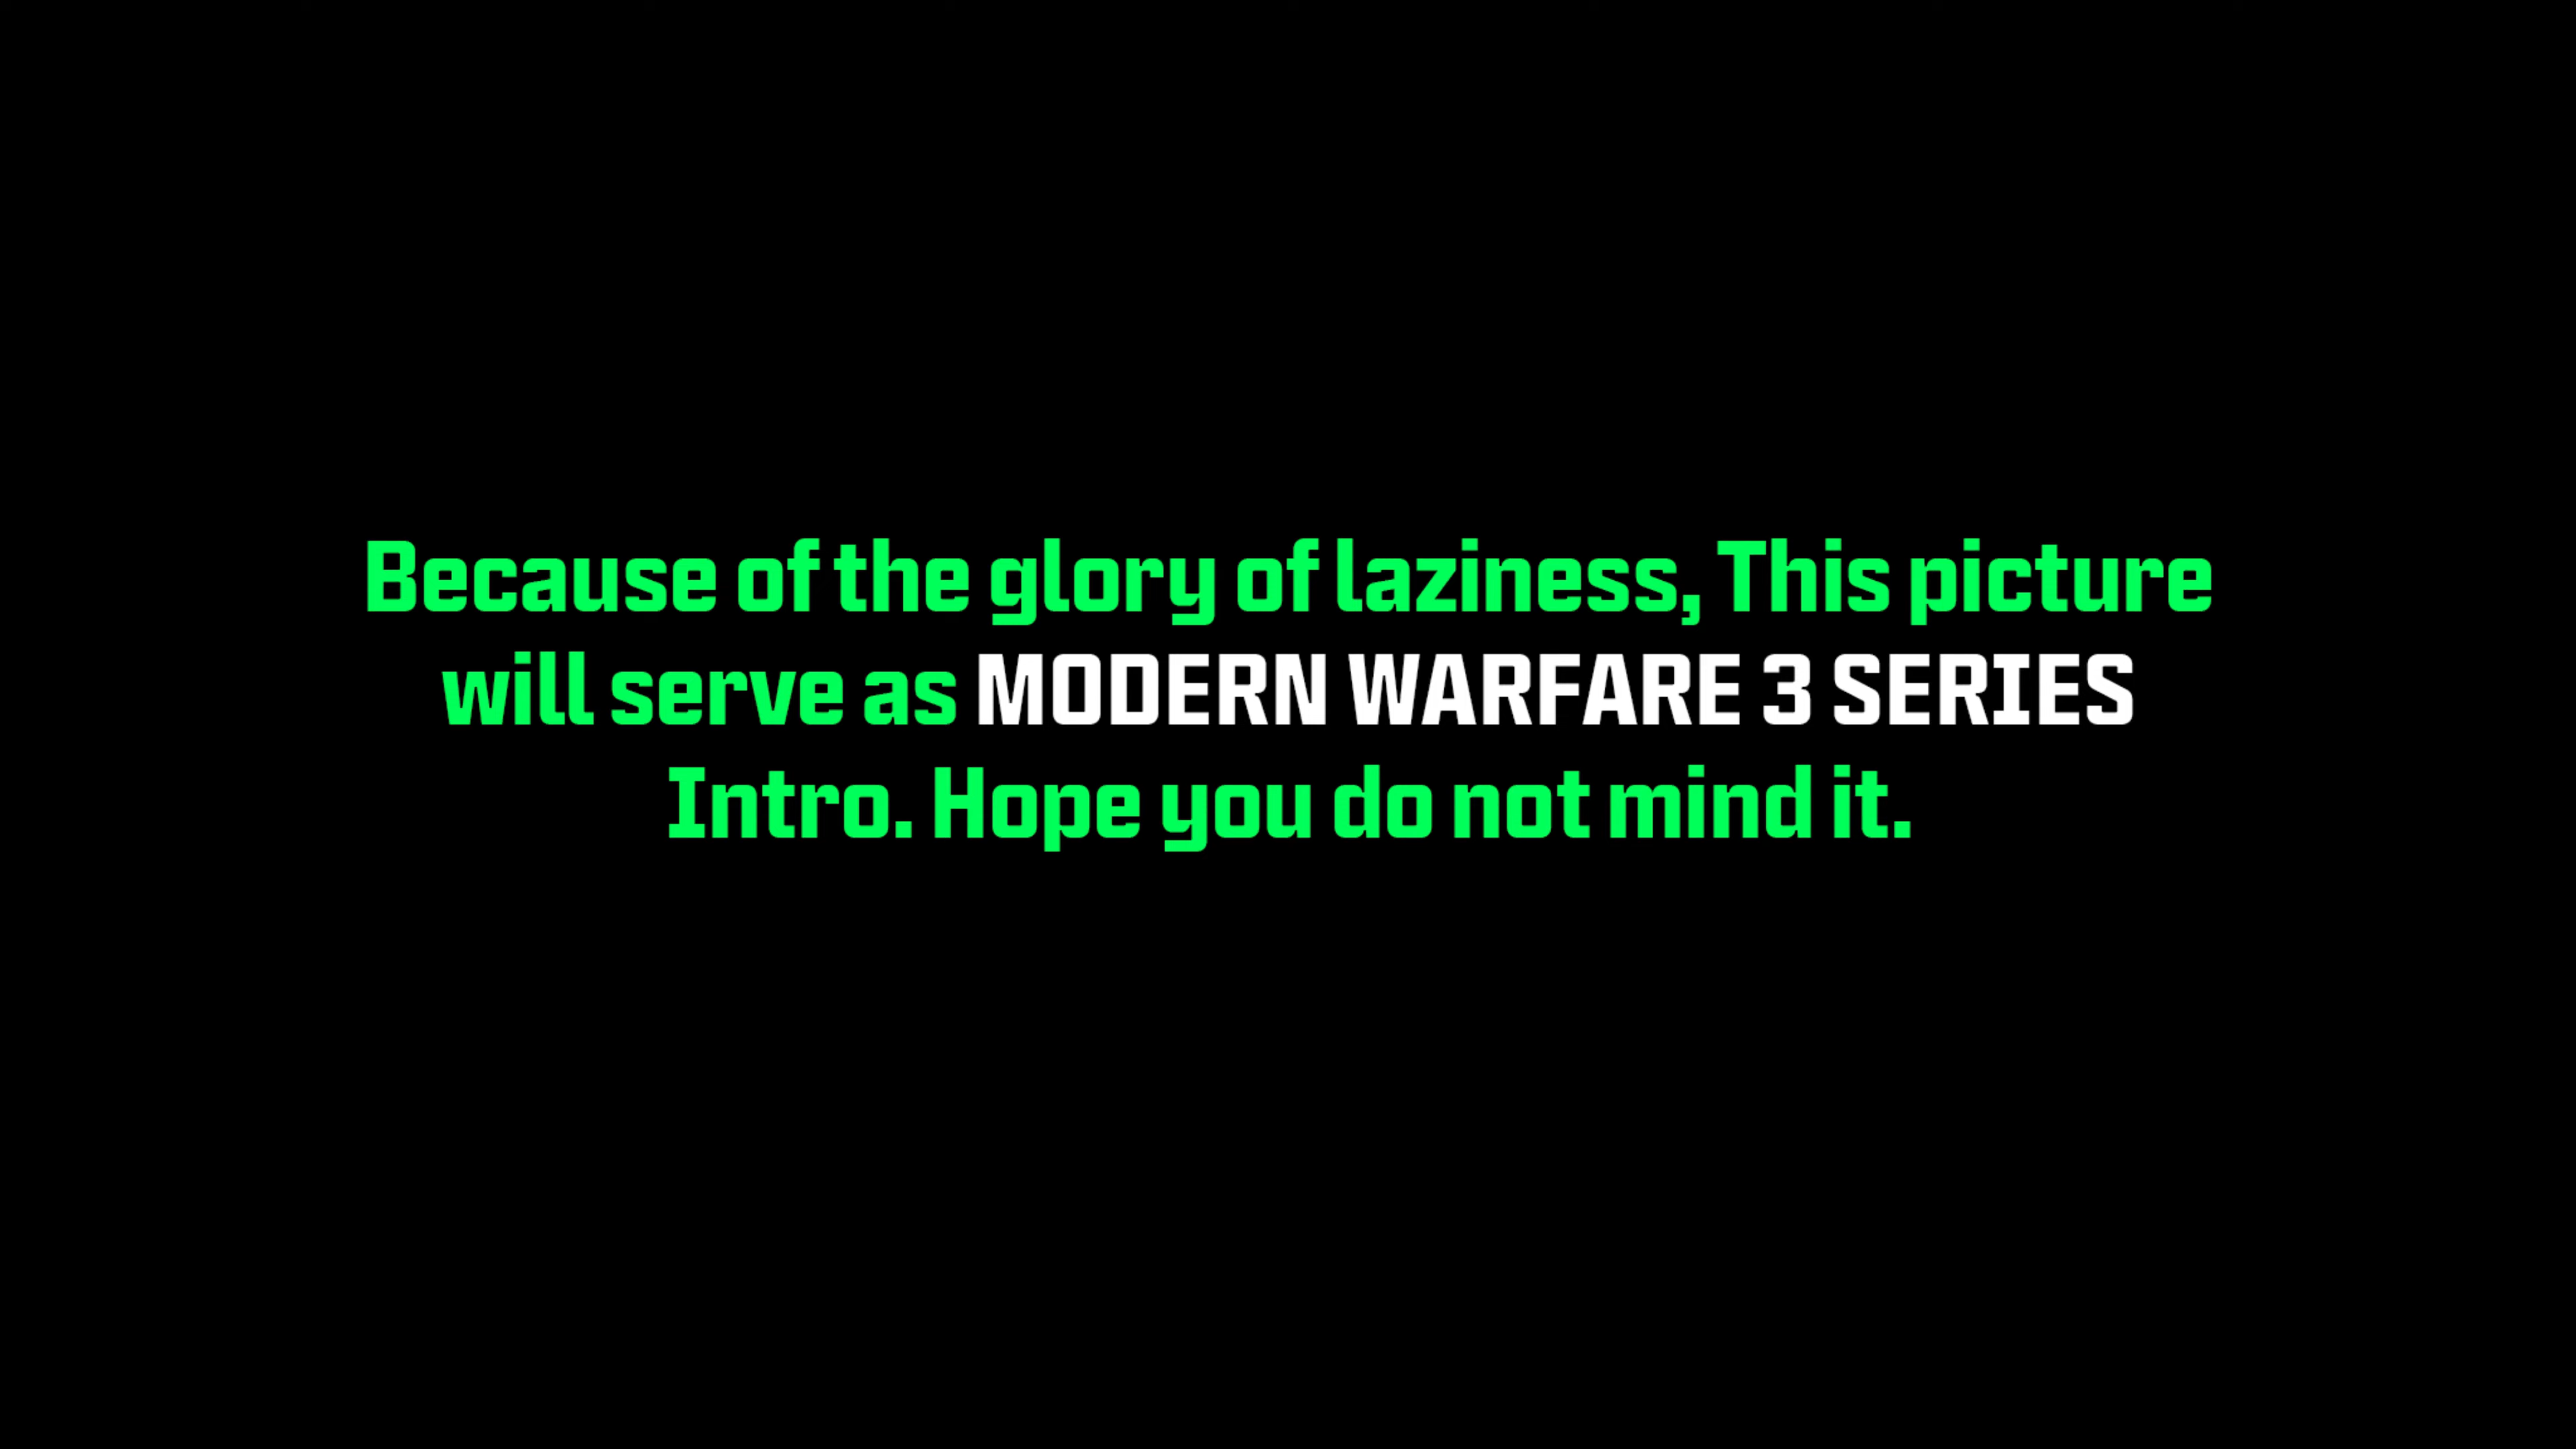 Because of the glory of laziness, This picture
will serve as MODERN WARFARE 3 SERIES
Intro. Hope you do not mind it.